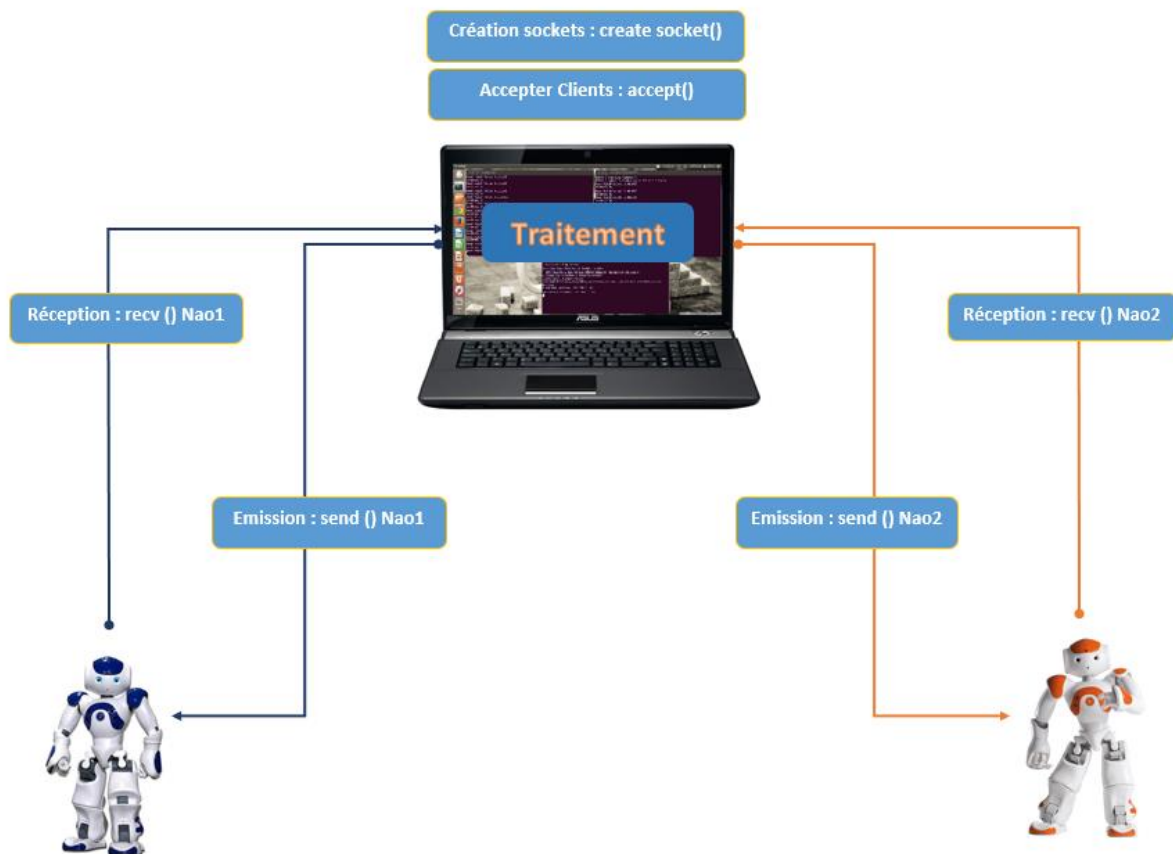 Création sockets : create socket()
Accepter Clients : accept()
Traitement
ASUS
Réception : recv () Nao1
Réception : recv () Nao2
Emission : send () Nao1
Emission : send () Nao2